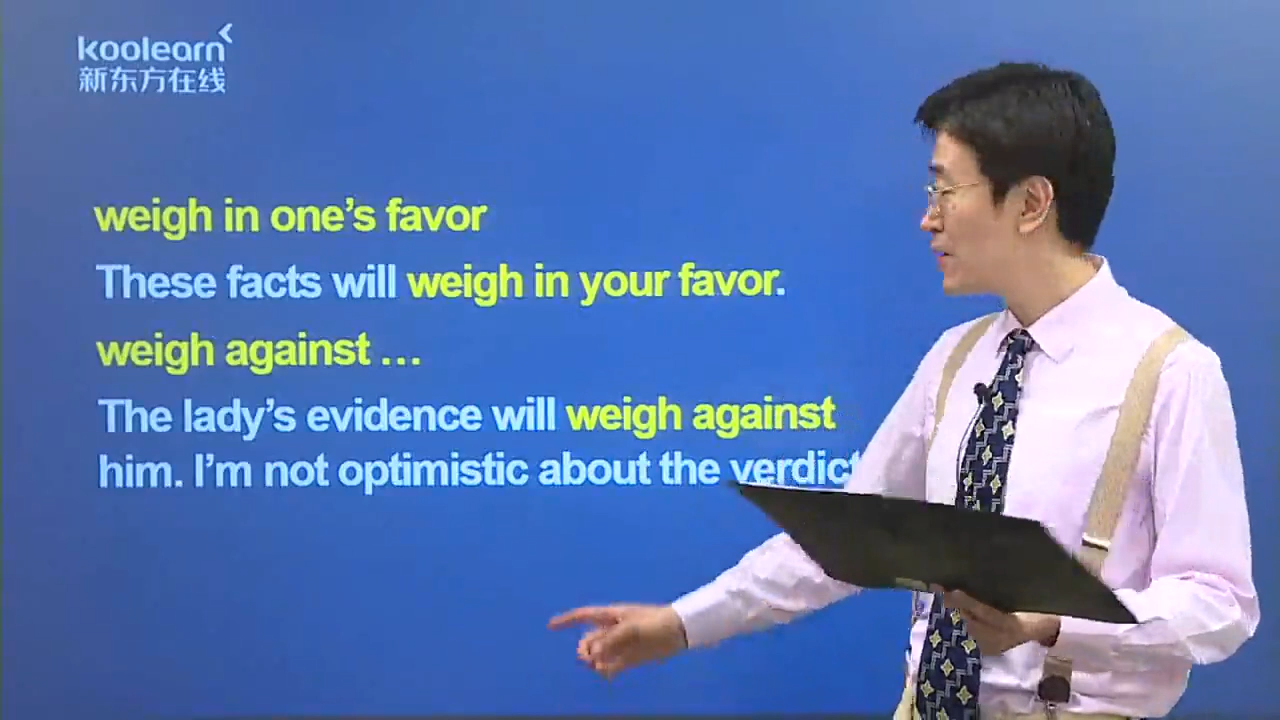 koolearn
新东方在线
weigh in one’s favor
These facts will weigh in your favor.
weigh against …
The lady’s evidence will weigh against
him. I’m not optimistic about the verdict